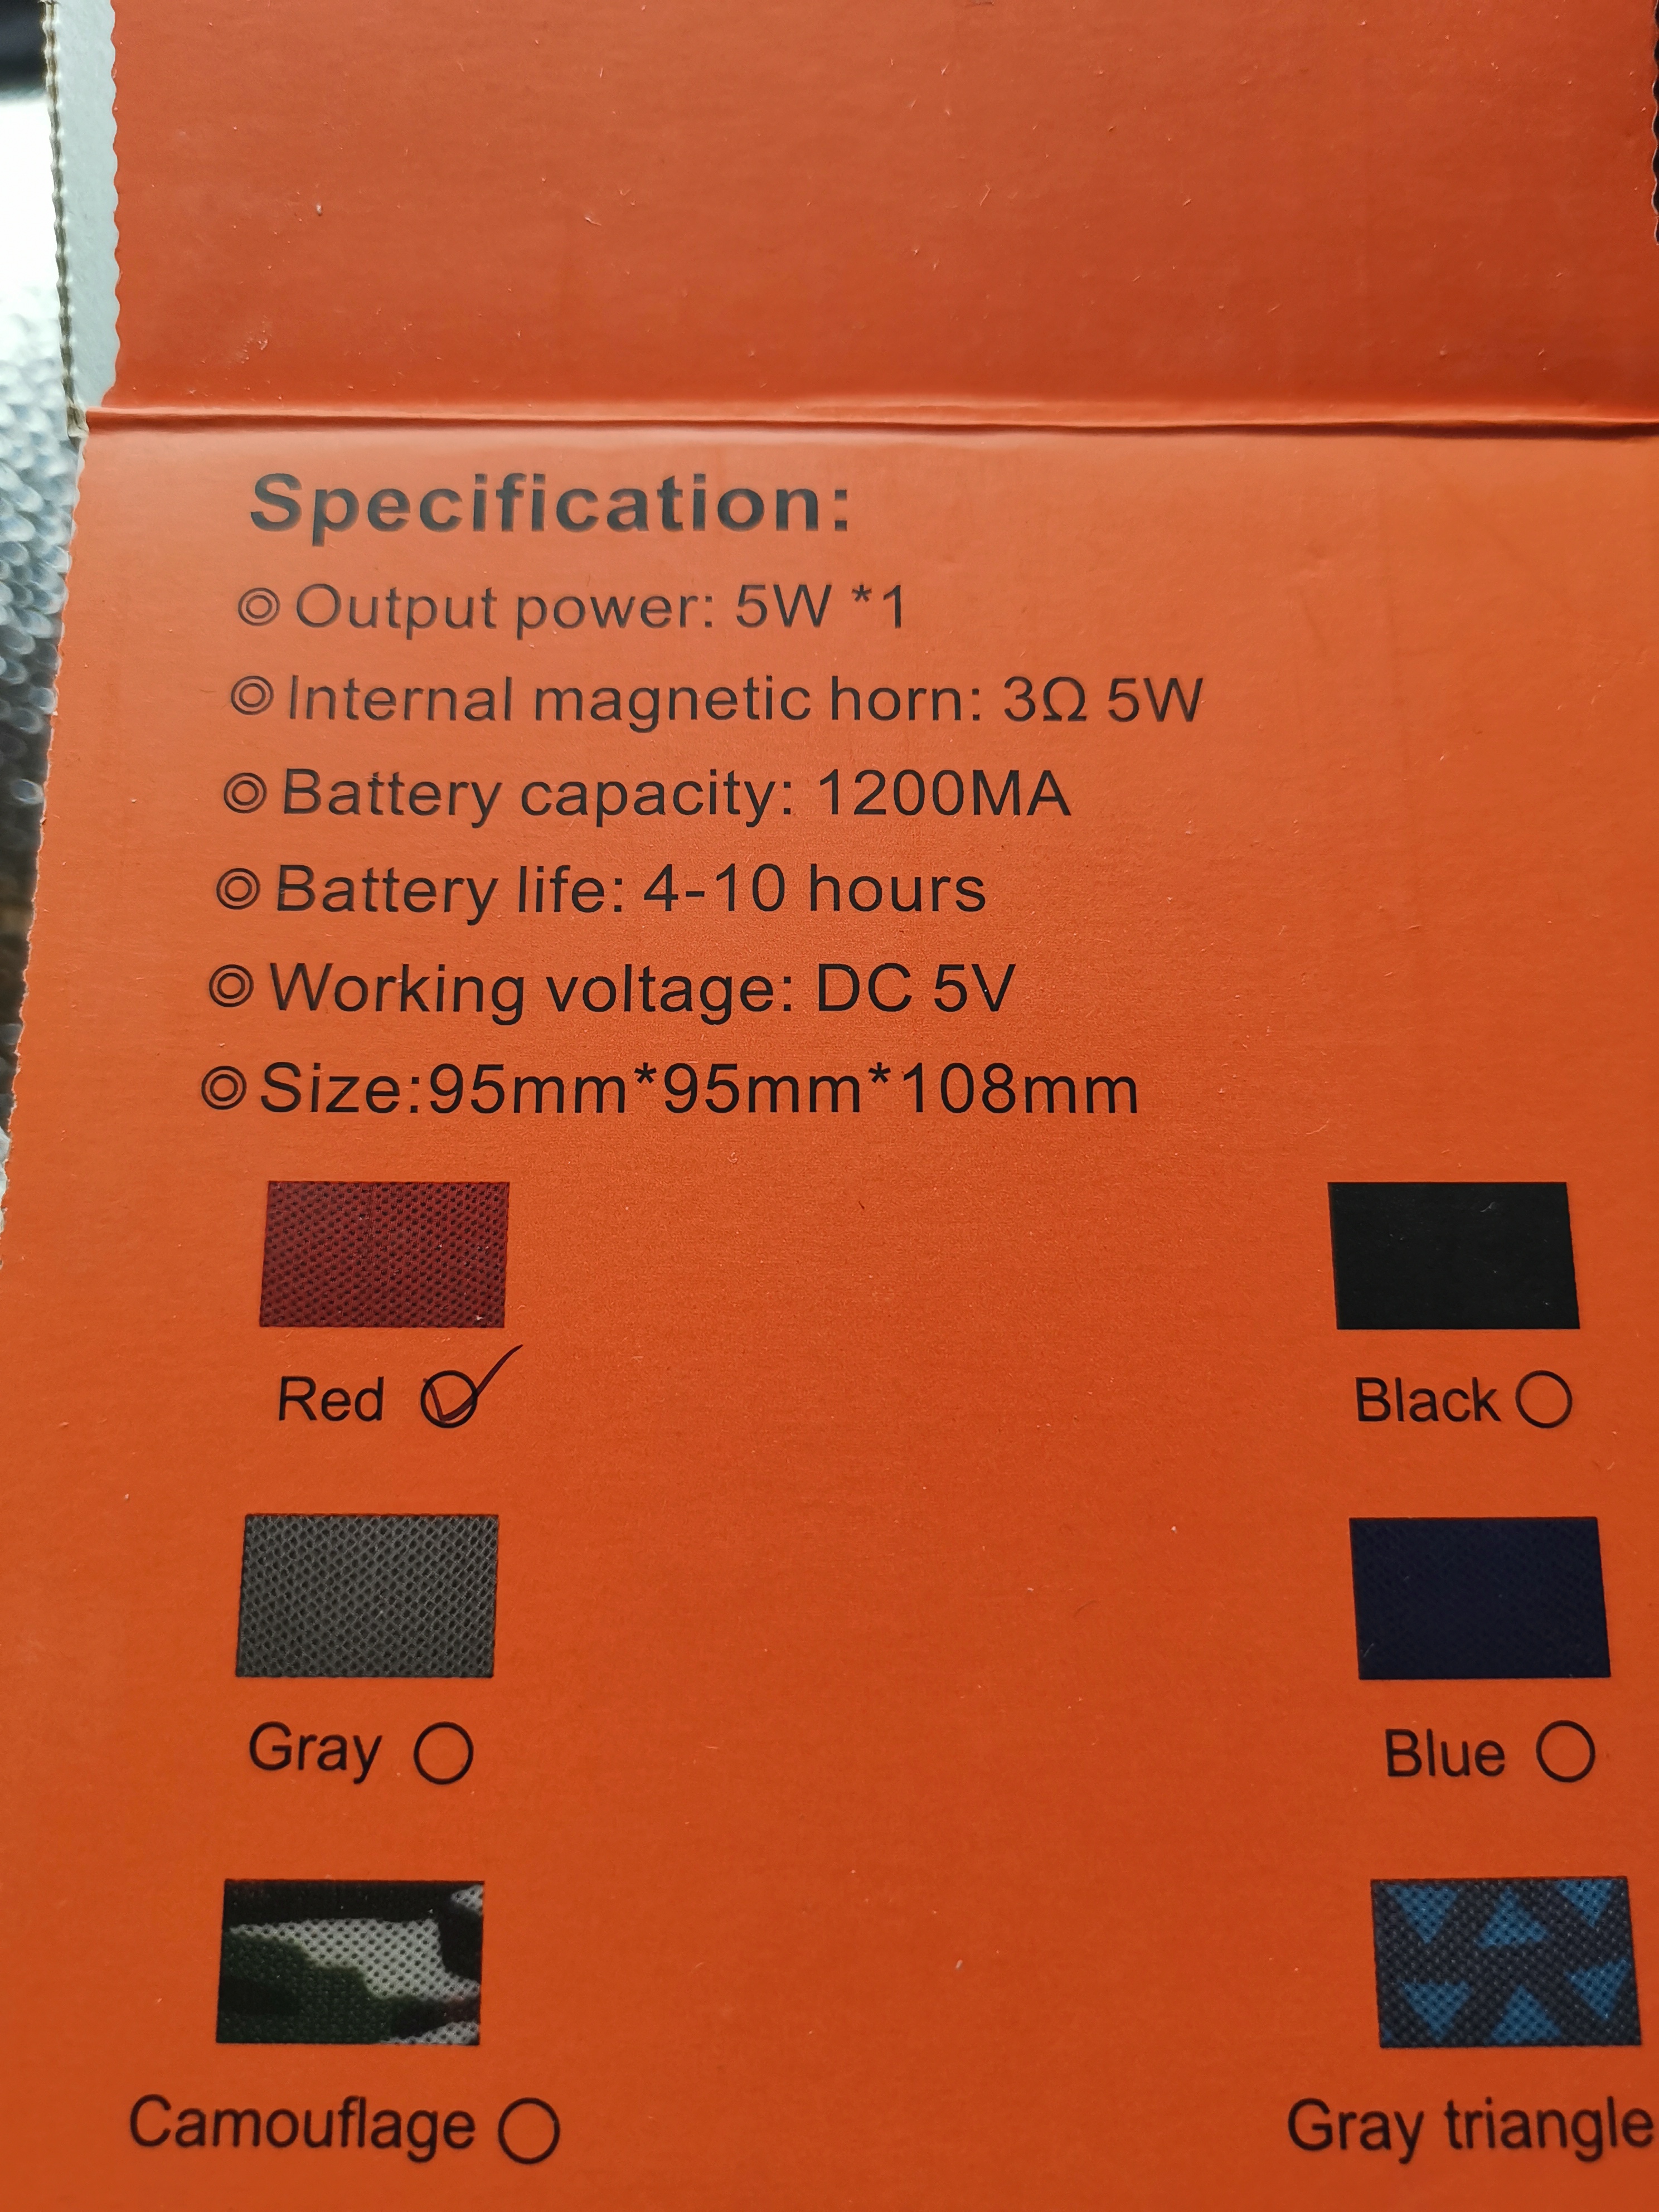 Specification:
◎ Output power: 5W *1
◎ Internal magnetic horn: 3Ω 5W
◎ Battery capacity: 1200MA
◎ Battery life: 4-10 hours
◎ Working voltage: DC 5V
◎ Size:95mm*95mm*108mm
Red
Black
Gray
Blue
Camouflage
Gray triangle